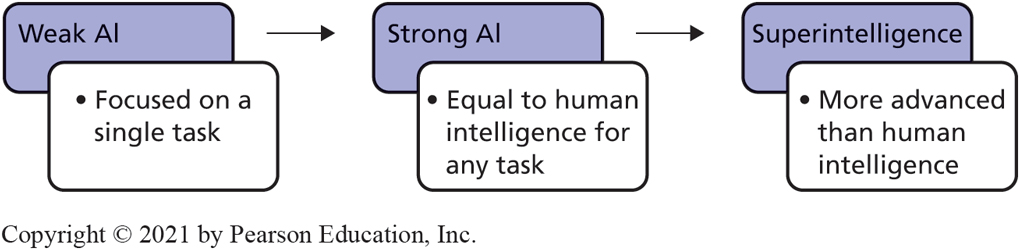 Weak AI
• Focused on a
single task
Strong AI
• Equal to human
intelligence for
any task
Superintelligence
• More advanced
than human
intelligence
Copyright © 2021 by Pearson Education, Inc.